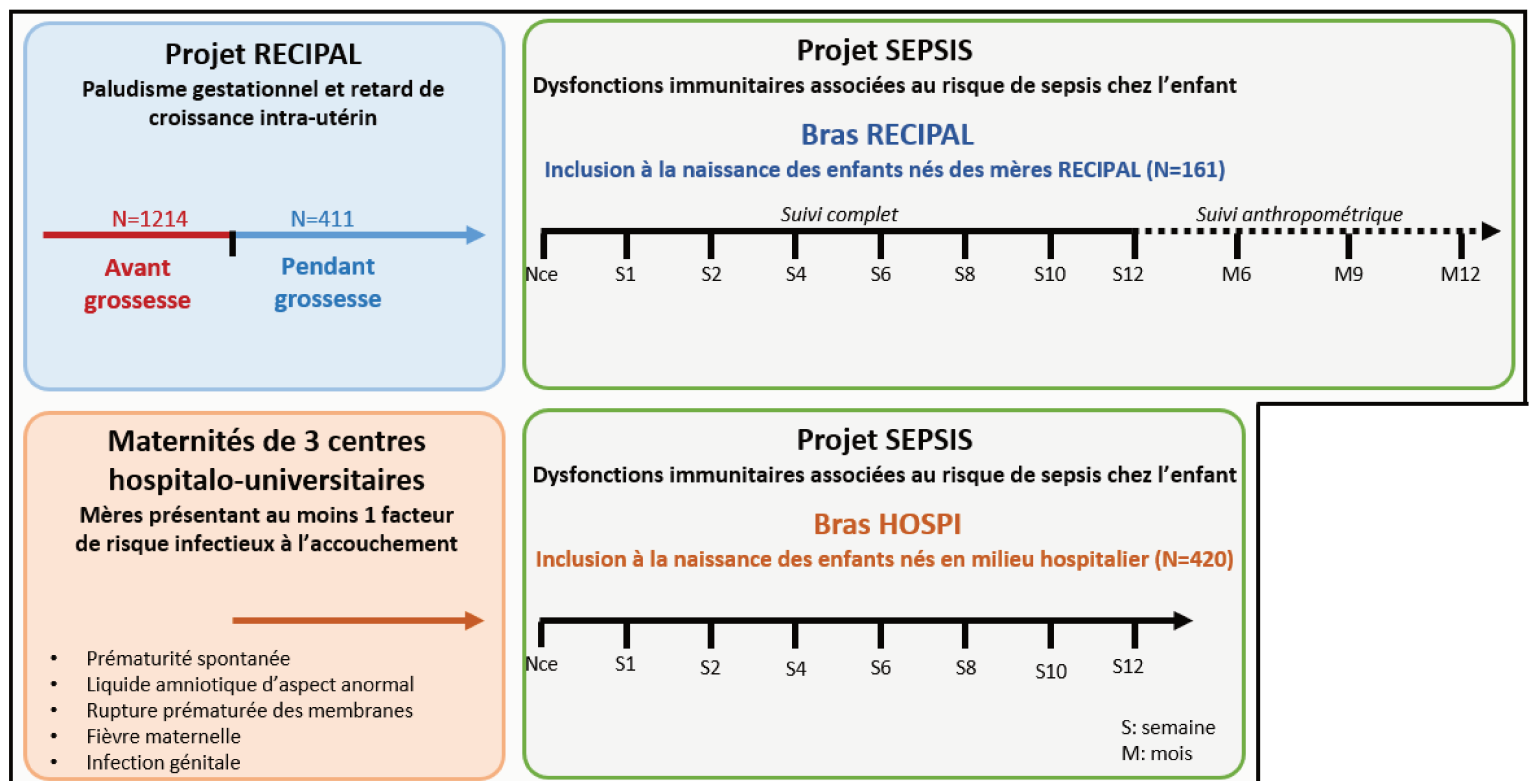 Projet RECIPAL
Paludisme gestationnel et retard de
croissance intra-utérin
N=1214
N=411
Avant
grossesse
Pendant
grossesse
Projet SEPSIS
Dysfonctions immunitaires associées au risque de sepsis chez l'enfant
Bras RECIPAL
Inclusion à la naissance des enfants nés des mères RECIPAL (N=161)
Suivi complet
Suivi anthropométrique
Nce S1 S2 S4 S6 S8 S10 S12 M6 M9 M12
Maternités de 3 centres
hospitalo-universitaires
Mères présentant au moins 1 facteur
de risque infectieux à l'accouchement
• Prématurité spontanée
• Liquide amniotique d'aspect anormal
• Rupture prématurée des membranes
• Fièvre maternelle
• Infection génitale
Projet SEPSIS
Dysfonctions immunitaires associées au risque de sepsis chez l'enfant
Bras HOSPI
Inclusion à la naissance des enfants nés en milieu hospitalier (N=420)
Nce S1 S2 S4 S6 S8 S10 S12
S: semaine
M: mois